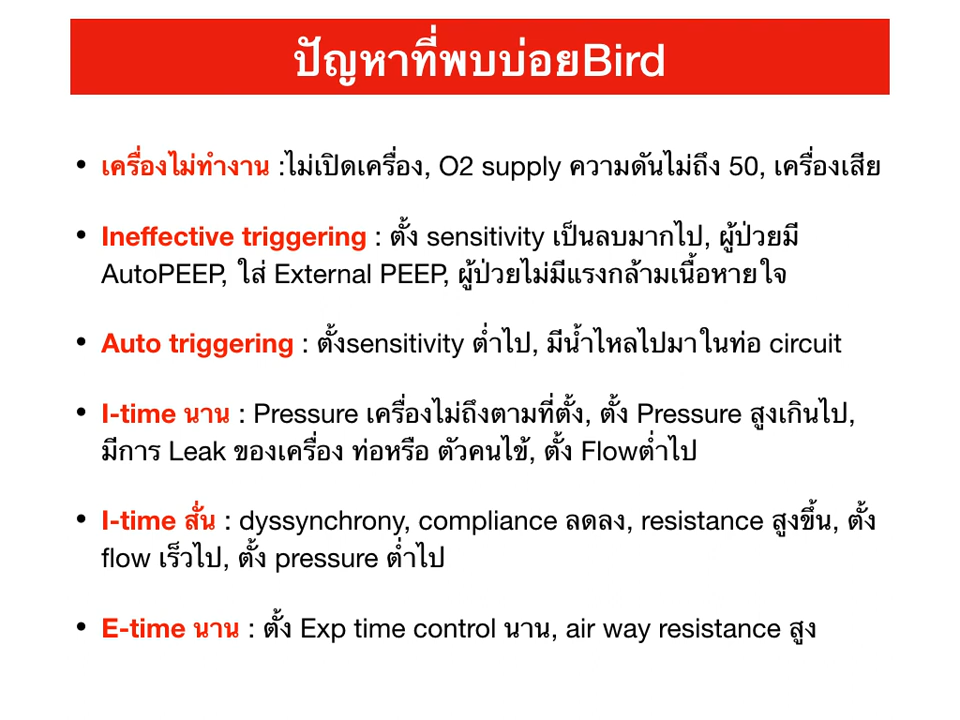 ปัญหาที่พบบ่อยBird
• เครื่องไม่ทำงาน :ไม่เปิดเครื่อง, O2 supply ความดันไม่ถึง 50, เครื่องเสีย
• Ineffective triggering : ตั้ง sensitivity เป็นลบมากไป, ผู้ป่วยมี
AutoPEEP, ใส่ External PEEP, ผู้ป่วยไม่มีแรงกล้ามเนื้อหายใจ
• Auto triggering : ตั้งsensitivity ต่ำไป, มีน้ำไหลไปมาในท่อ circuit
• I-time นาน : Pressure เครื่องไม่ถึงตามที่ตั้ง, ตั้ง Pressure สูงเกินไป,
มีการ Leak ของเครื่อง ท่อหรือ ตัวคนไข้, ตั้ง Flowต่ำไป
• I-time สั่น : dyssynchrony, compliance ลดลง, resistance สูงขึ้น, ตั้ง
flow เร็วไป, ตั้ง pressure ต่ำไป
• E-time นาน : ตั้ง Exp time control นาน, air way resistance สูง